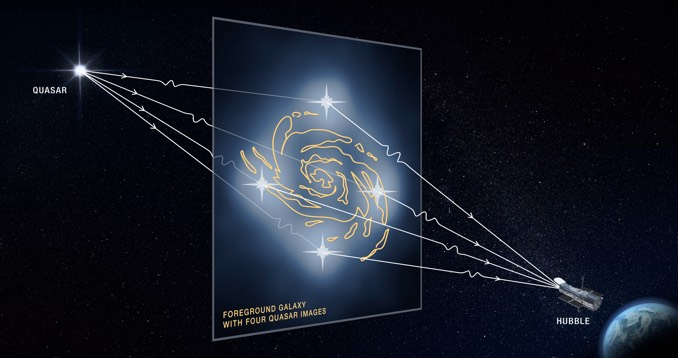 QUASAR
FOREGROUND GALAXY
WITH FOUR QUASAR IMAGES
HUBBLE